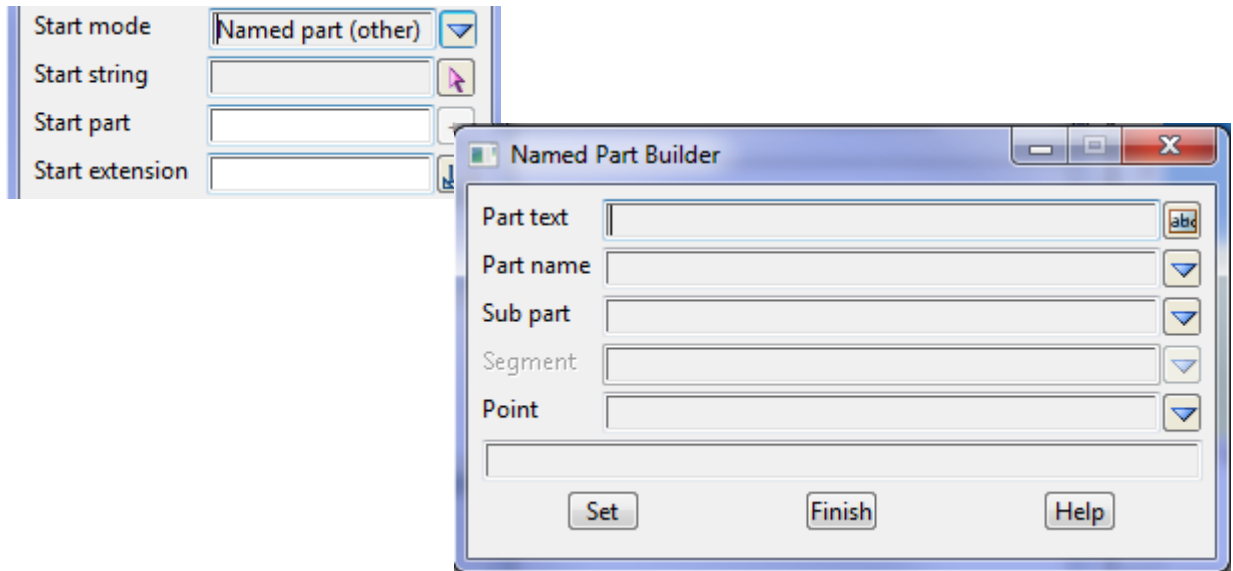 Start mode Named part (other)
Start string
Start part
Start extension
Named Part Builder
Part text abc
Part name
Sub part
Segment
Point
Set Finish Help